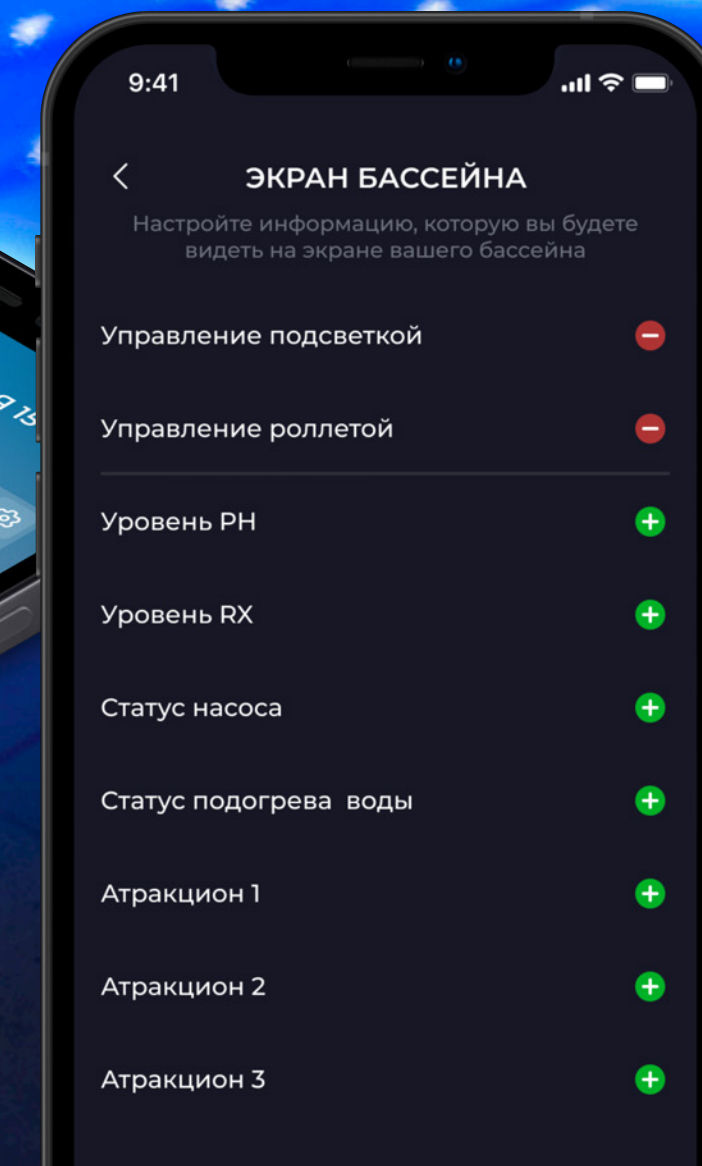 9:41
ЭКРАН БАССЕЙНА
Настройте информацию, которую вы будете
видеть на экране вашего бассейна
Управление подсветкой
Управление роллетой
Уровень PH
Уровень RX
Статус насоса
Статус подогрева  воды
Атракцион 1
Атракцион 2
Атракцион 3